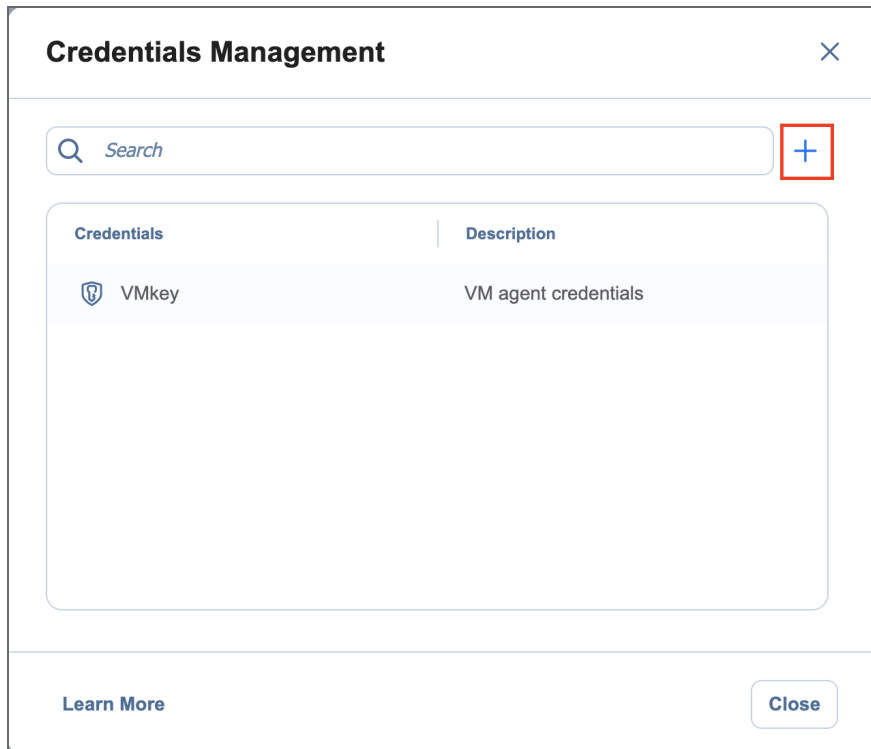 Credentials Management
Search
Credentials Description
VMkey VM agent credentials
Learn More Close